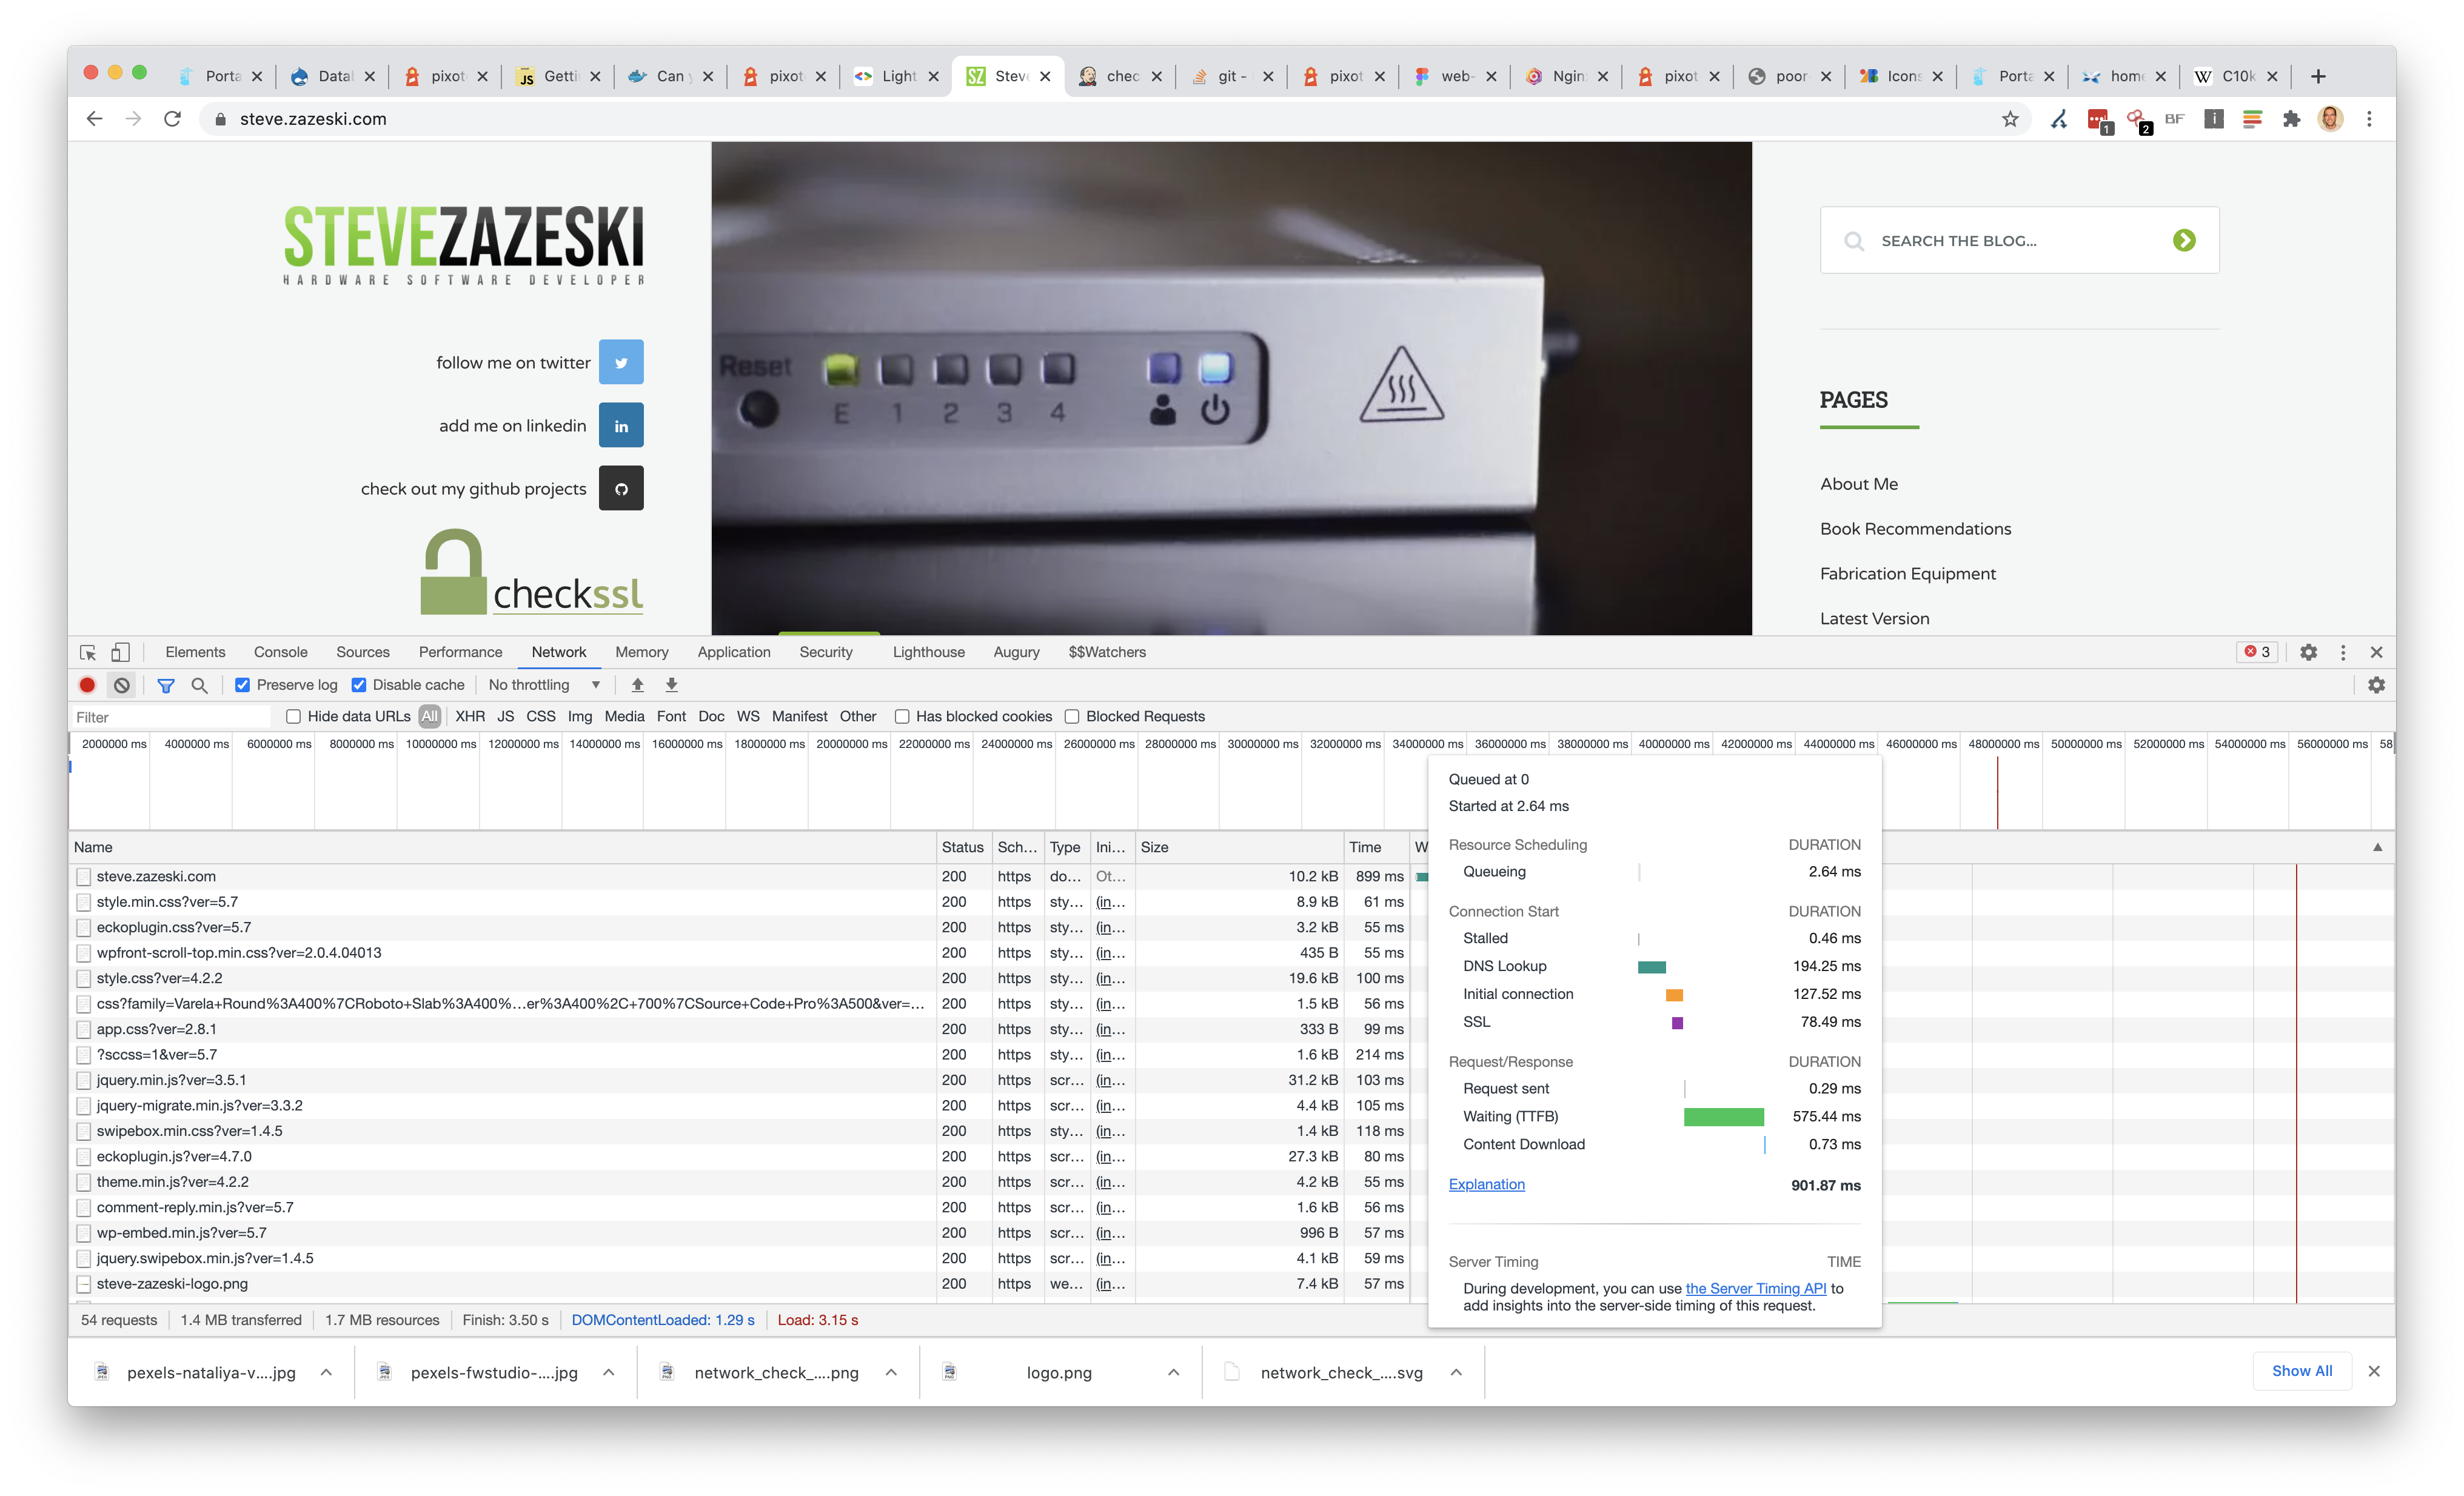 Porta
Datal
pixot
JS Getti
Can y
pixot
Light
SZ Steve
chec
git -
pixot
web-
Ngin
pixot
poor-
Icons
Porta
home
W C10k
steve.zazeski.com
1
2
BF
STEVEZAZESKI
HARDWARE SOFTWARE DEVELOPER
follow me on twitter
add me on linkedin
in
check out my github projects
checkssl
Reset
E 1 2 3 4
SEARCH THE BLOG...
PAGES
About Me
Book Recommendations
Fabrication Equipment
Latest Version
Elements Console Sources Performance Network Memory Application Security Lighthouse Augury $$Watchers 3
Preserve log Disable cache No throttling
Filter Hide data URLs All XHR JS CSS Img Media Font Doc WS Manifest Other Has blocked cookies Blocked Requests
2000000 ms 4000000 ms 6000000 ms 8000000 ms 10000000 ms 12000000 ms 14000000 ms 16000000 ms 18000000 ms 20000000 ms 22000000 ms 24000000 ms 26000000 ms 28000000 ms 30000000 ms 32000000 ms 34000000 ms 36000000 ms 38000000 ms 40000000 ms 42000000 ms 44000000 ms 46000000 ms 48000000 ms 50000000 ms 52000000 ms 54000000 ms 56000000 ms 58
Name Status Sch... Type Ini... Size Time W
steve.zazeski.com 200 https do... Ot... 10.2 kB 899 ms
style.min.css?ver=5.7 200 https sty... (in... 8.9 kB 61 ms
eckoplugin.css?ver=5.7 200 https sty... (in... 3.2 kB 55 ms
wpfront-scroll-top.min.css?ver=2.0.4.04013 200 https sty... (in... 435 B 55 ms
style.css?ver=4.2.2 200 https sty... (in... 19.6 kB 100 ms
css?family=Varela+Round%3A400%7CRoboto+Slab%3A400%...er%3A400%2C+700%7CSource+Code+Pro%3A500&ver=... 200 https sty... (in... 1.5 kB 56 ms
app.css?ver=2.8.1 200 https sty... (in... 333 B 99 ms
?sccss=1&ver=5.7 200 https sty... (in... 1.6 kB 214 ms
jquery.min.js?ver=3.5.1 200 https scr... (in... 31.2 kB 103 ms
jquery-migrate.min.js?ver=3.3.2 200 https scr... (in... 4.4 kB 105 ms
swipebox.min.css?ver=1.4.5 200 https sty... (in... 1.4 kB 118 ms
eckoplugin.js?ver=4.7.0 200 https scr... (in... 27.3 kB 80 ms
theme.min.js?ver=4.2.2 200 https scr... (in... 4.2 kB 55 ms
comment-reply.min.js?ver=5.7 200 https scr... (in... 1.6 kB 56 ms
wp-embed.min.js?ver=5.7 200 https scr... (in... 996 B 57 ms
jquery.swipebox.min.js?ver=1.4.5 200 https scr... (in... 4.1 kB 59 ms
steve-zazeski-logo.png 200 https we... (in... 7.4 kB 57 ms
Queued at 0
Started at 2.64 ms
Resource Scheduling DURATION
Queueing 2.64 ms
Connection Start DURATION
Stalled 0.46 ms
DNS Lookup 194.25 ms
Initial connection 127.52 ms
SSL 78.49 ms
Request/Response DURATION
Request sent 0.29 ms
Waiting (TTFB) 575.44 ms
Content Download 0.73 ms
Explanation 901.87 ms
Server Timing TIME
During development, you can use the Server Timing API to
add insights into the server-side timing of this request.
54 requests 1.4 MB transferred 1.7 MB resources Finish: 3.50 s DOMContentLoaded: 1.29 s Load: 3.15 s
pexels-nataliya-v....jpg
pexels-fwstudio-....jpg
network_check_....png
logo.png
network_check_....svg
Show All